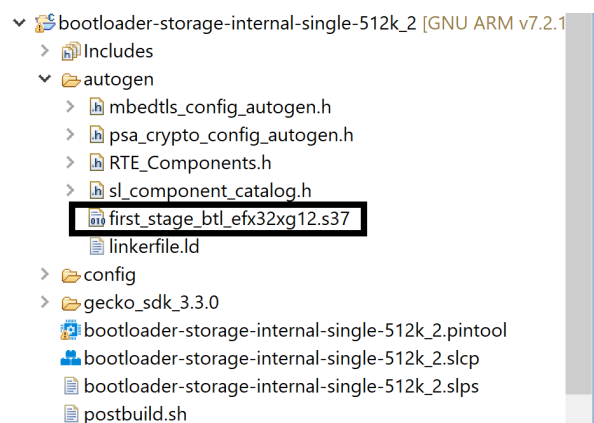 bootloader-storage-internal-single-512k_2 [GNU ARM v7.2.1
Includes
autogen
mbedtls_config_autogen.h
psa_crypto_config_autogen.h
RTE_Components.h
sl_component_catalog.h
first_stage_btl_efx32xg12.s37
linkerfile.ld
config
gecko_sdk_3.3.0
bootloader-storage-internal-single-512k_2.pintool
bootloader-storage-internal-single-512k_2.slcp
bootloader-storage-internal-single-512k_2.slps
postbuild.sh